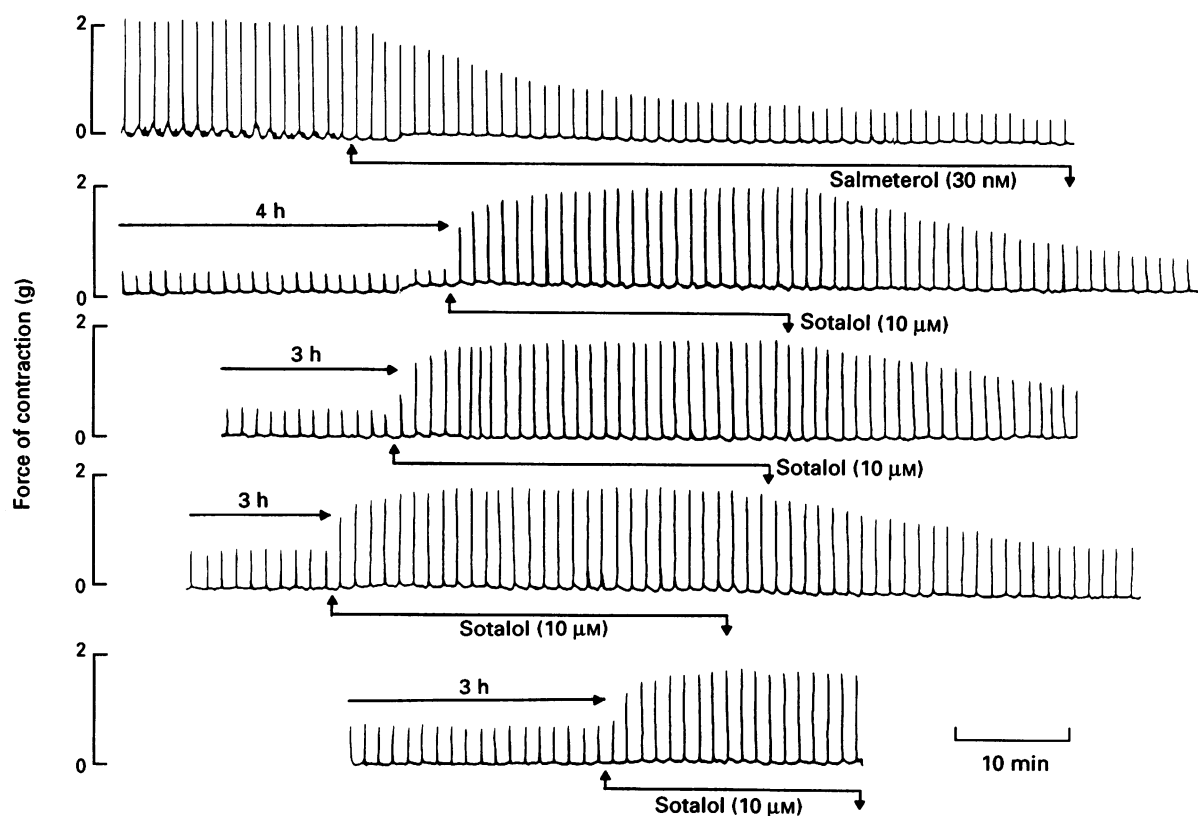 Force of contraction (g)
2
0
Salmeterol (30 nM)
2
4 h
0
Sotalol (10 μM)
2
3 h
0
Sotalol (10 μM)
2
3 h
0
Sotalol (10 μM)
2
3 h
0
10 min
Sotalol (10 μM)